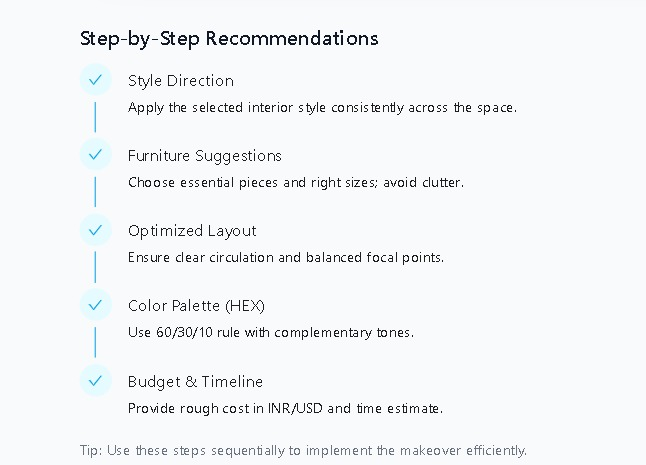 Step-by-Step Recommendations
Style Direction
Apply the selected interior style consistently across the space.
Furniture Suggestions
Choose essential pieces and right sizes; avoid clutter.
Optimized Layout
Ensure clear circulation and balanced focal points.
Color Palette (HEX)
Use 60/30/10 rule with complementary tones.
Budget & Timeline
Provide rough cost in INR/USD and time estimate.
Tip: Use these steps sequentially to implement the makeover efficiently.